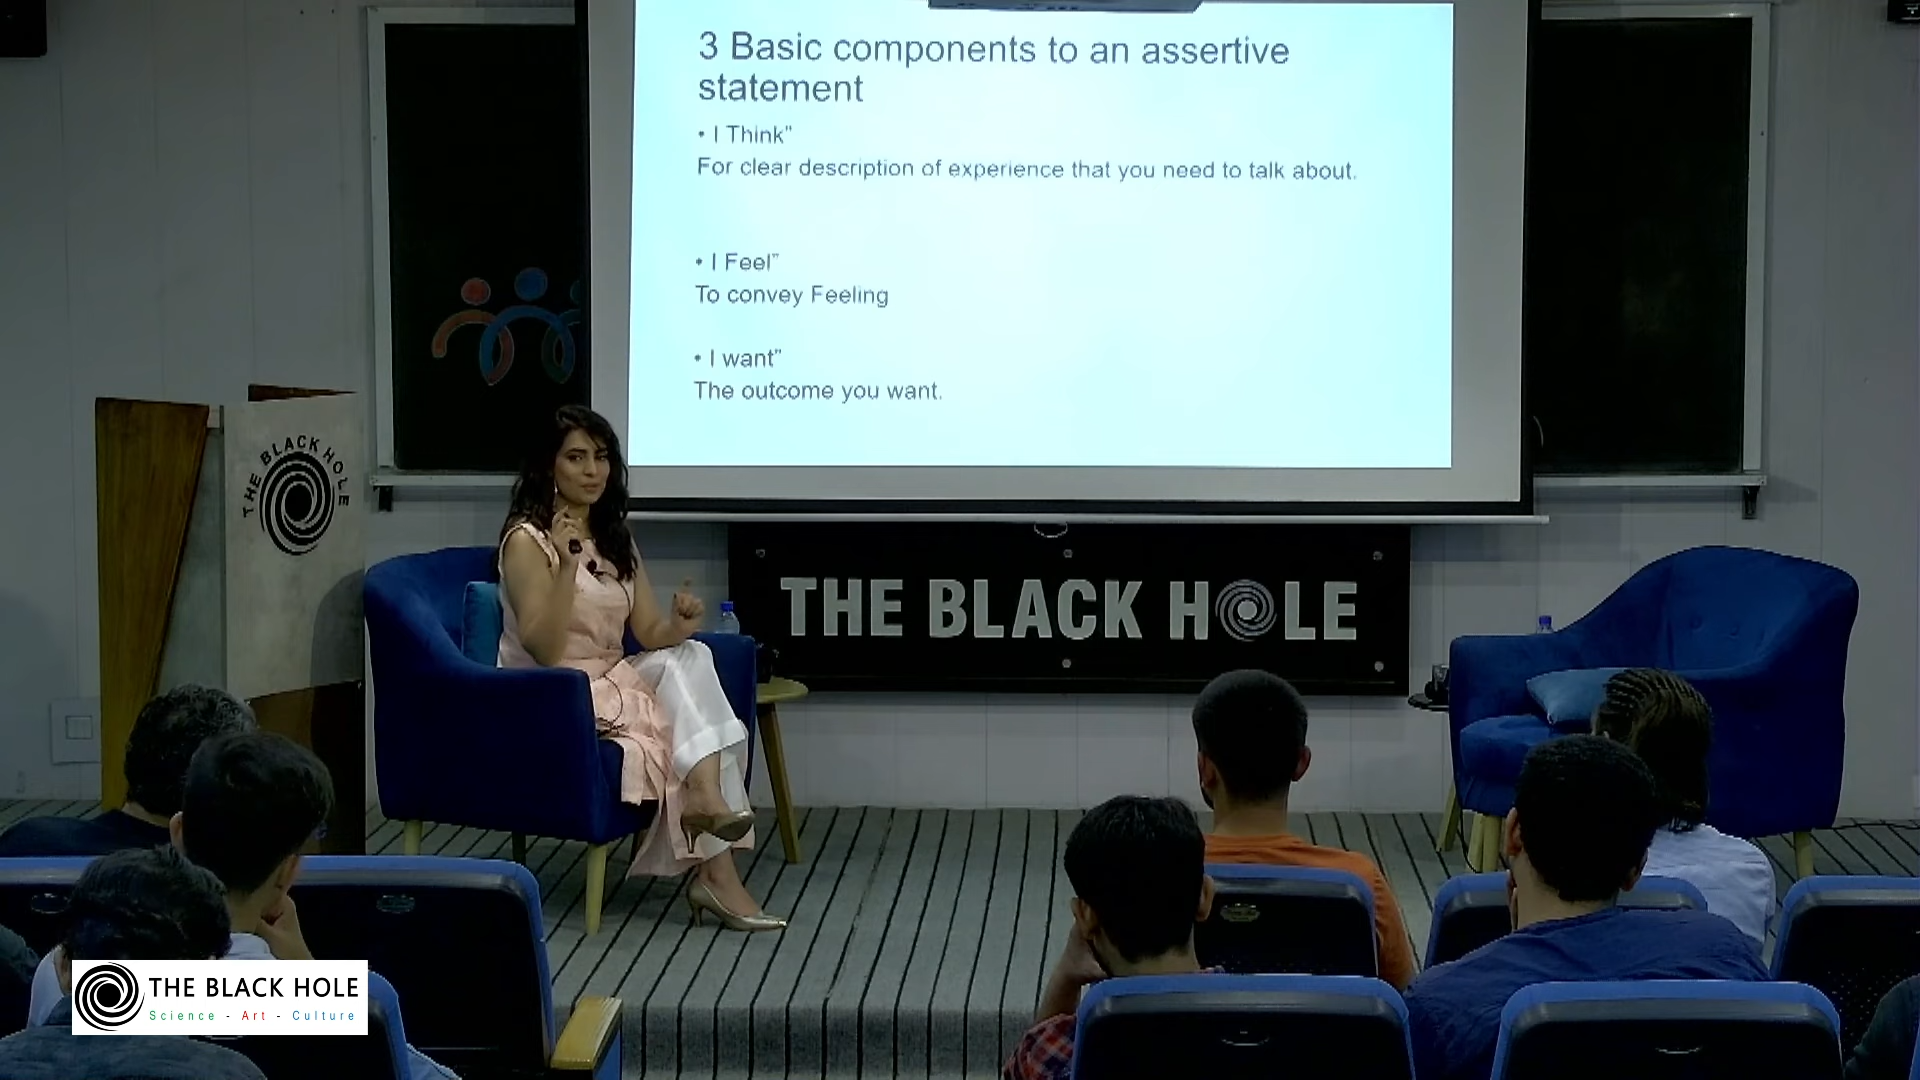 3 Basic components to an assertive
statement
• I Think"
For clear description of experience that you need to talk about.
• I Feel"
To convey Feeling
• I want"
The outcome you want.
THE BLACK HOLE
THE BLACK HOLE
THE BLACK HOLE
Science - Art - Culture